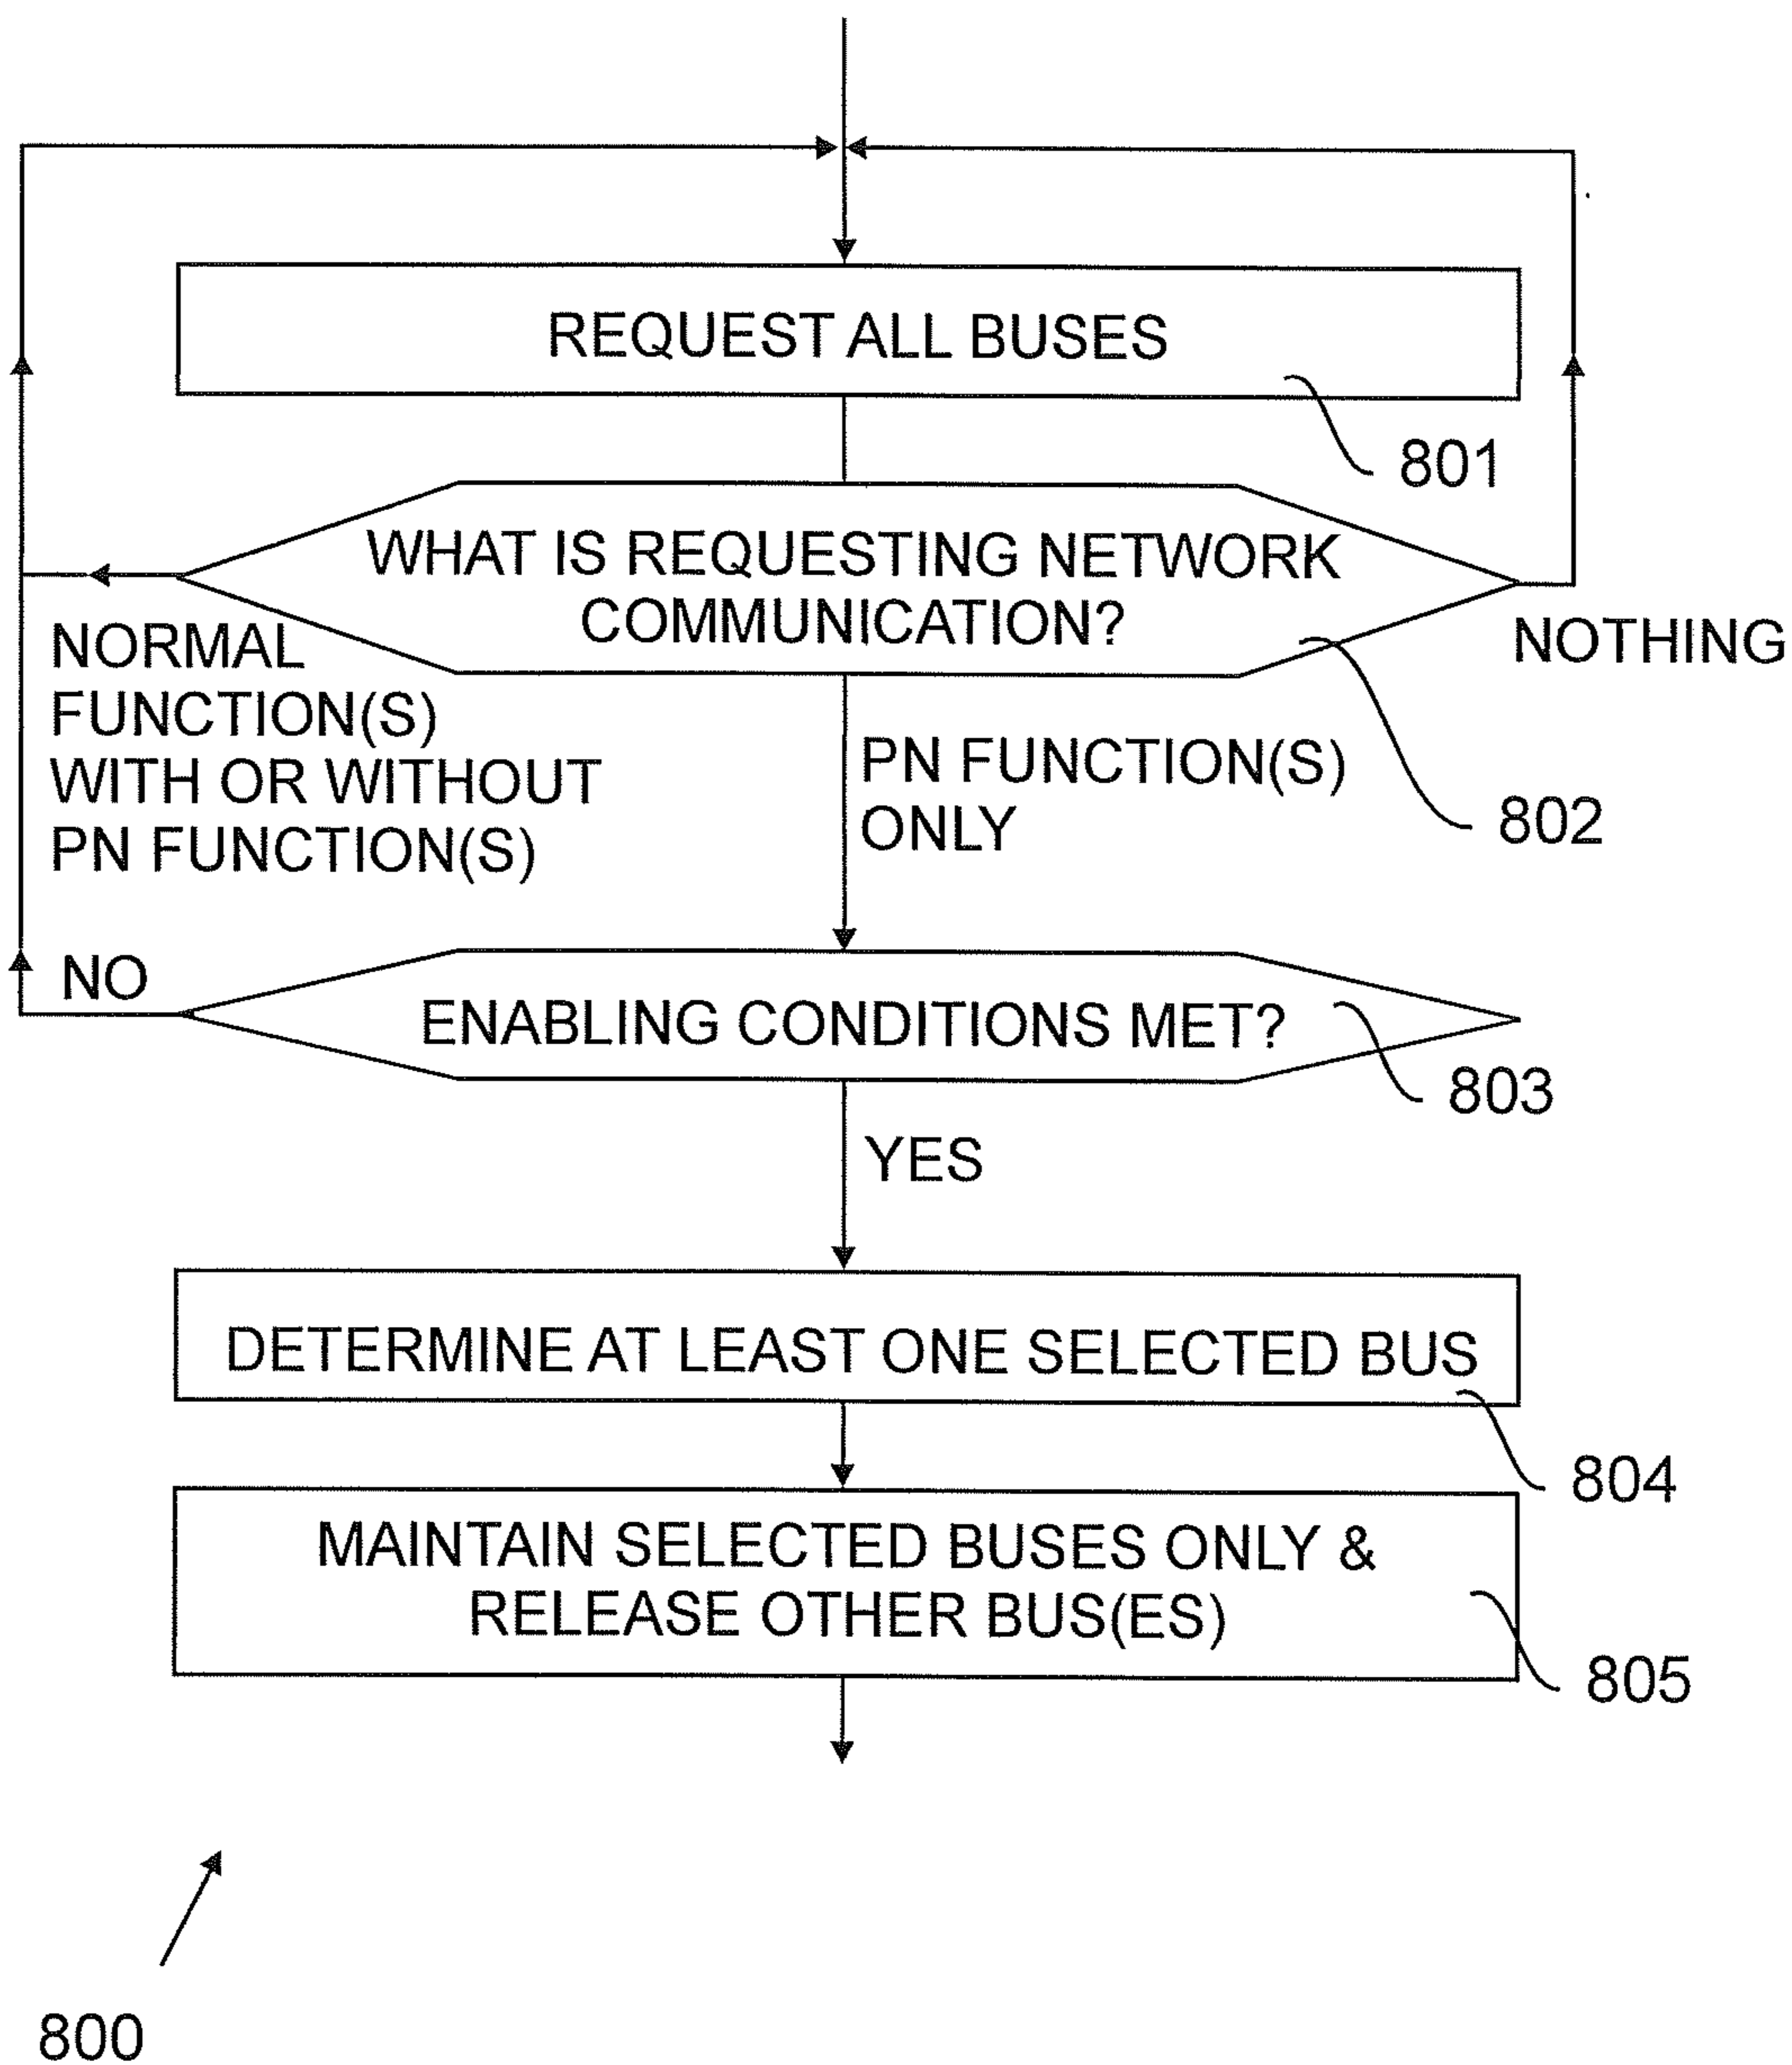 REQUEST ALL BUSES
801
WHAT IS REQUESTING NETWORK
COMMUNICATION?
NOTHING
802
NORMAL
FUNCTION(S)
WITH OR WITHOUT
PN FUNCTION(S)
PN FUNCTION(S)
ONLY
NO
ENABLING CONDITIONS MET?
803
YES
DETERMINE AT LEAST ONE SELECTED BUS
804
MAINTAIN SELECTED BUSES ONLY &
RELEASE OTHER BUS(ES)
805
800